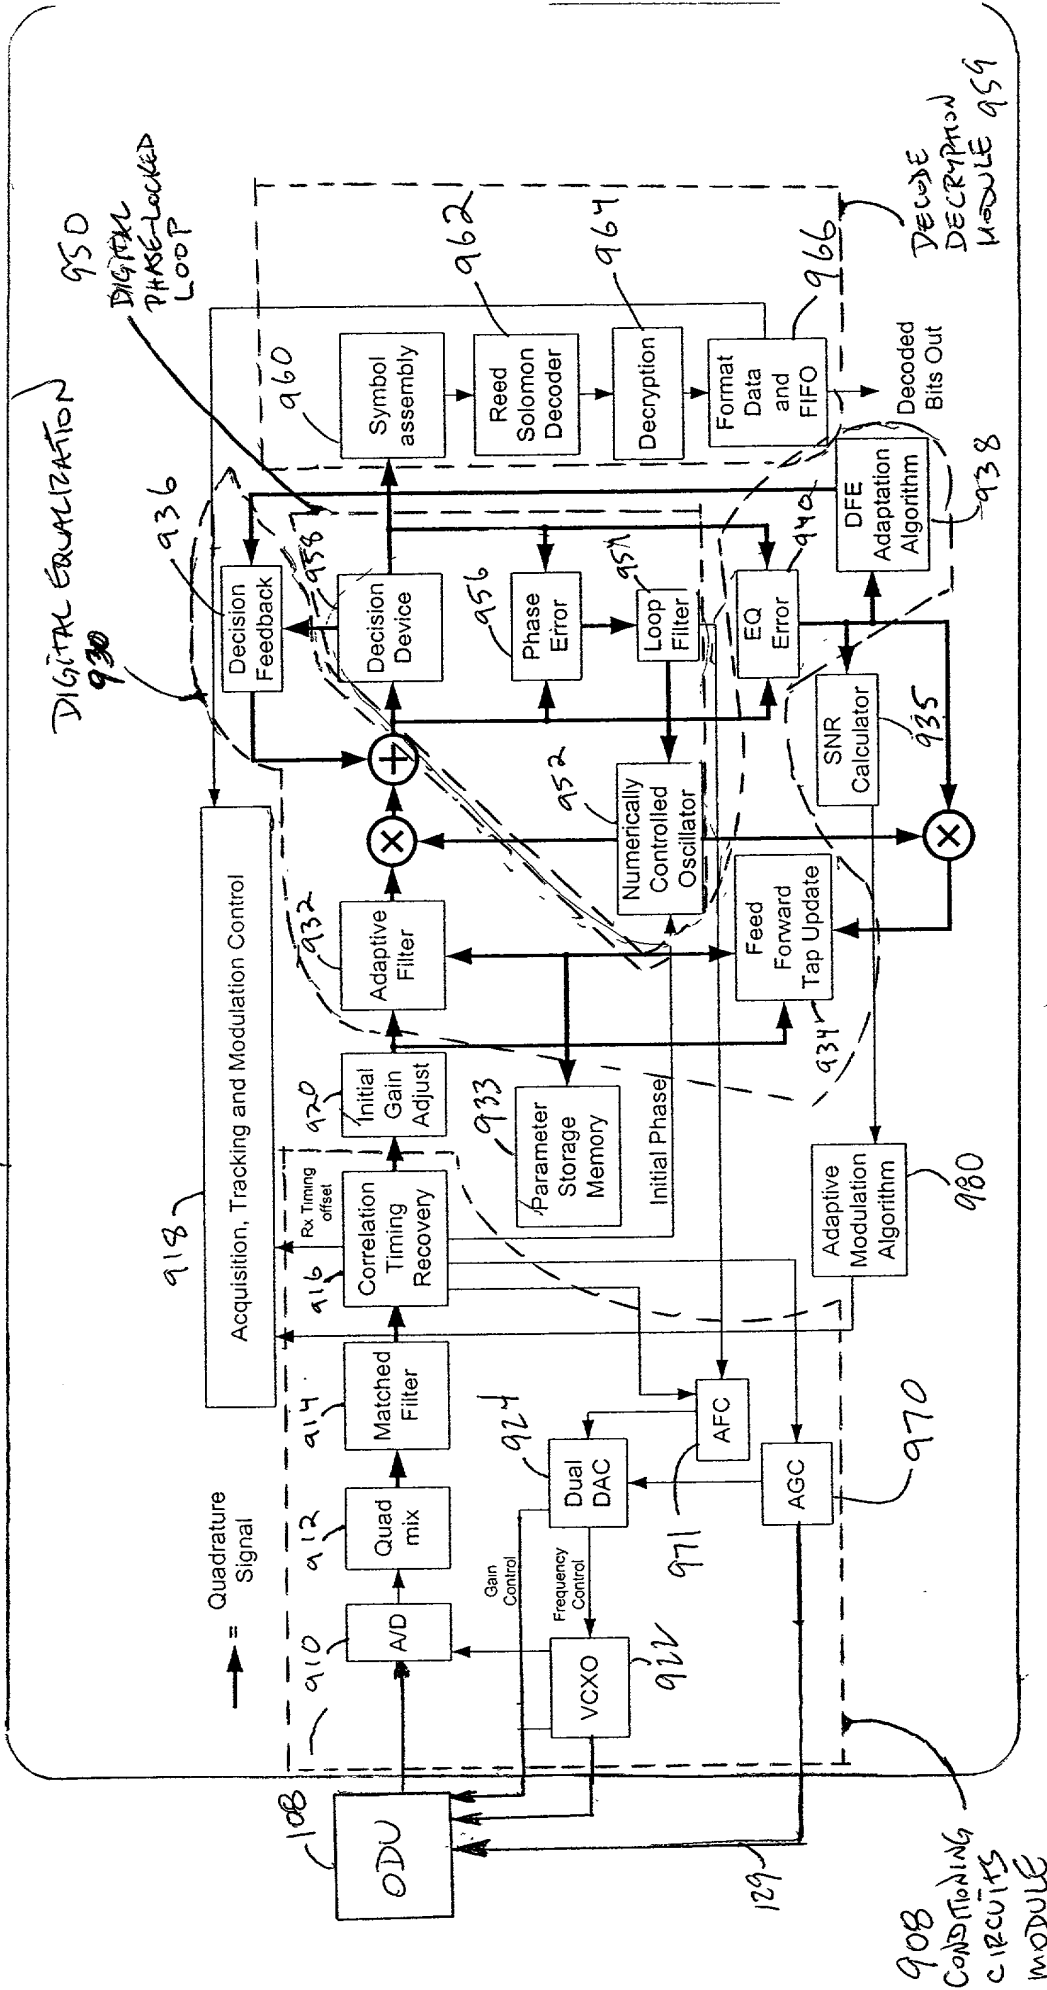 DIGITAL EQUALIZATION
930
950
DIGITAL
PHASE-LOCKED
LOOP
918
Acquisition, Tracking and Modulation Control
= Quadrature
Signal
108
ODU
910
A/D
912
Quad
mix
914
Matched
Filter
916
Rx Timing
offset
Correlation
Timing
Recovery
920
Initial
Gain
Adjust
932
Adaptive
Filter
936
Decision
Feedback
958
Decision
Device
960
Symbol
assembly
962
Reed
Solomon
Decoder
964
Decryption
966
Format
Data
and
FIFO
Decoded
Bits Out
DECODE
DECRYPTION
MODULE 959
956
Phase
Error
954
Loop
Filter
952
Numerically
Controlled
Oscillator
940
EQ
Error
DFE
Adaptation
Algorithm
938
SNR
Calculator
935
Feed
Forward
Tap Update
934
933
Parameter
Storage
Memory
Initial Phase
Adaptive
Modulation
Algorithm
980
924
Dual
DAC
AFC
971
AGC
970
Gain
Control
Frequency
Control
VCXO
922
129
908
CONDITIONING
CIRCUITS
MODULE